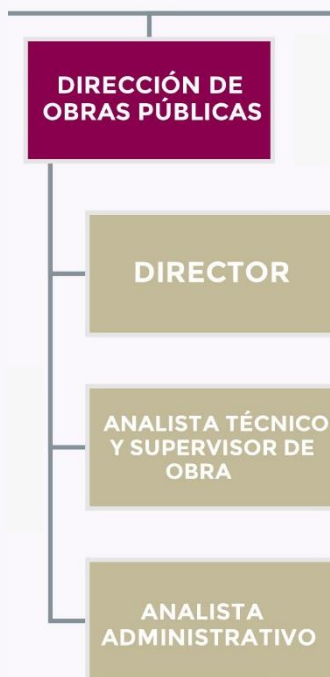 DIRECCIÓN DE
OBRAS PÚBLICAS
DIRECTOR
ANALISTA TÉCNICO
Y SUPERVISOR DE
OBRA
ANALISTA
ADMINISTRATIVO